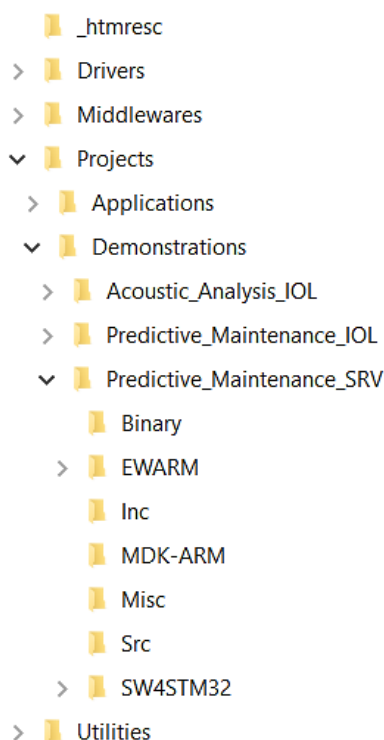 _htmresc
Drivers
Middlewares
Projects
Applications
Demonstrations
Acoustic_Analysis_IOL
Predictive_Maintenance_IOL
Predictive_Maintenance_SRV
Binary
EWARM
Inc
MDK-ARM
Misc
Src
SW4STM32
Utilities